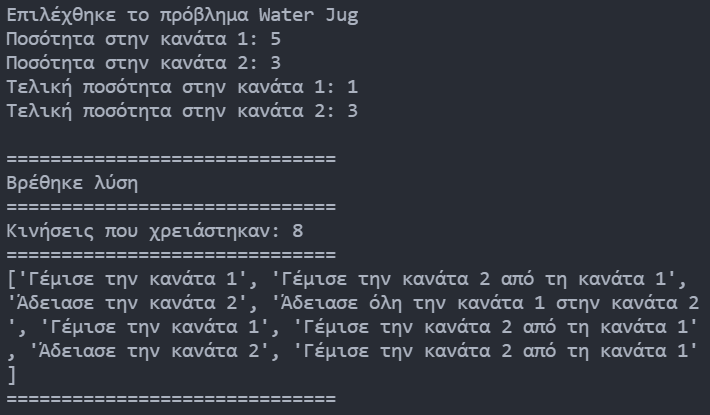 Επιλέχθηκε το πρόβλημα Water Jug
Ποσότητα στην κανάτα 1: 5
Ποσότητα στην κανάτα 2: 3
Τελική ποσότητα στην κανάτα 1: 1
Τελική ποσότητα στην κανάτα 2: 3
==============================
Βρέθηκε λύση
==============================
Κινήσεις που χρειάστηκαν: 8
==============================
['Γέμισε την κανάτα 1', 'Γέμισε την κανάτα 2 από τη κανάτα 1',
'Άδειασε την κανάτα 2', 'Άδειασε όλη την κανάτα 1 στην κανάτα 2
', 'Γέμισε την κανάτα 1', 'Γέμισε την κανάτα 2 από τη κανάτα 1'
, 'Άδειασε την κανάτα 2', 'Γέμισε την κανάτα 2 από τη κανάτα 1'
]
==============================